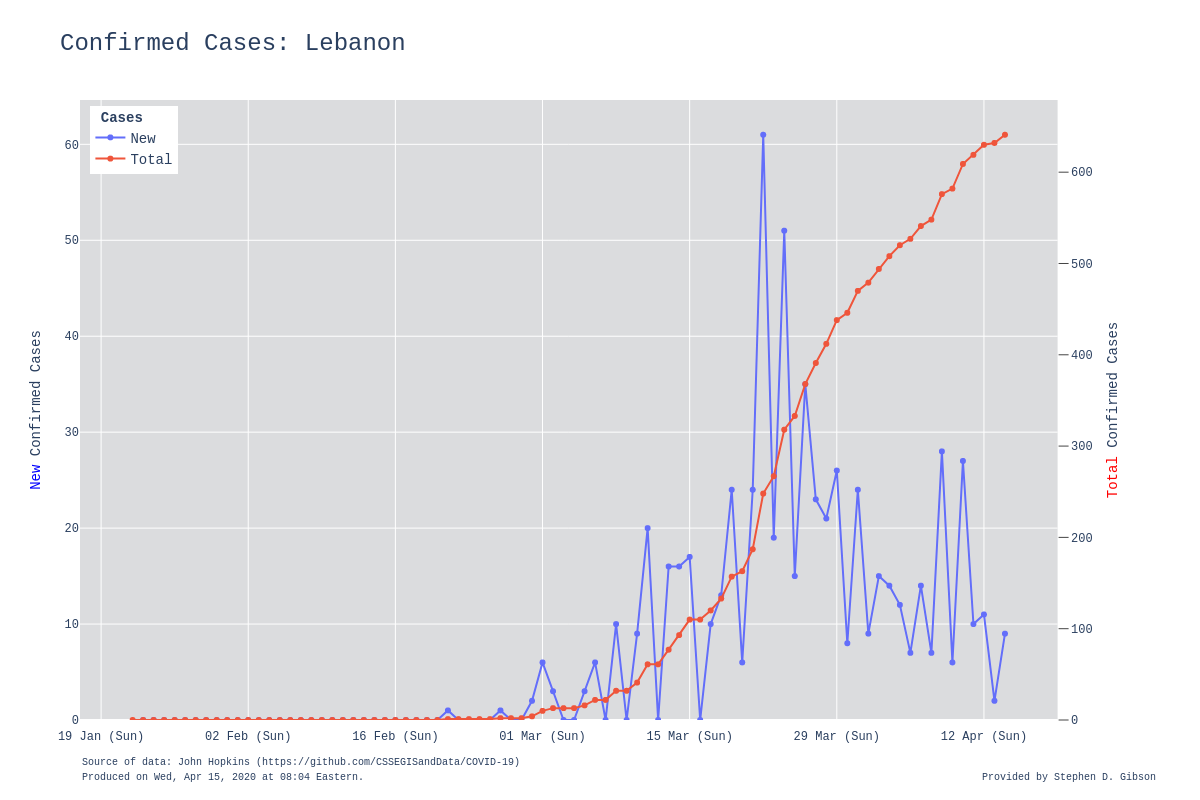 Confirmed Cases: Lebanon
Cases
New
Total
60
50
40
30
20
10
0
600
500
400
300
200
100
0
New Confirmed Cases
Total Confirmed Cases
19 Jan (Sun) 02 Feb (Sun) 16 Feb (Sun) 01 Mar (Sun) 15 Mar (Sun) 29 Mar (Sun) 12 Apr (Sun)
Source of data: John Hopkins (https://github.com/CSSEGISandData/COVID-19)
Produced on Wed, Apr 15, 2020 at 08:04 Eastern.
Provided by Stephen D. Gibson